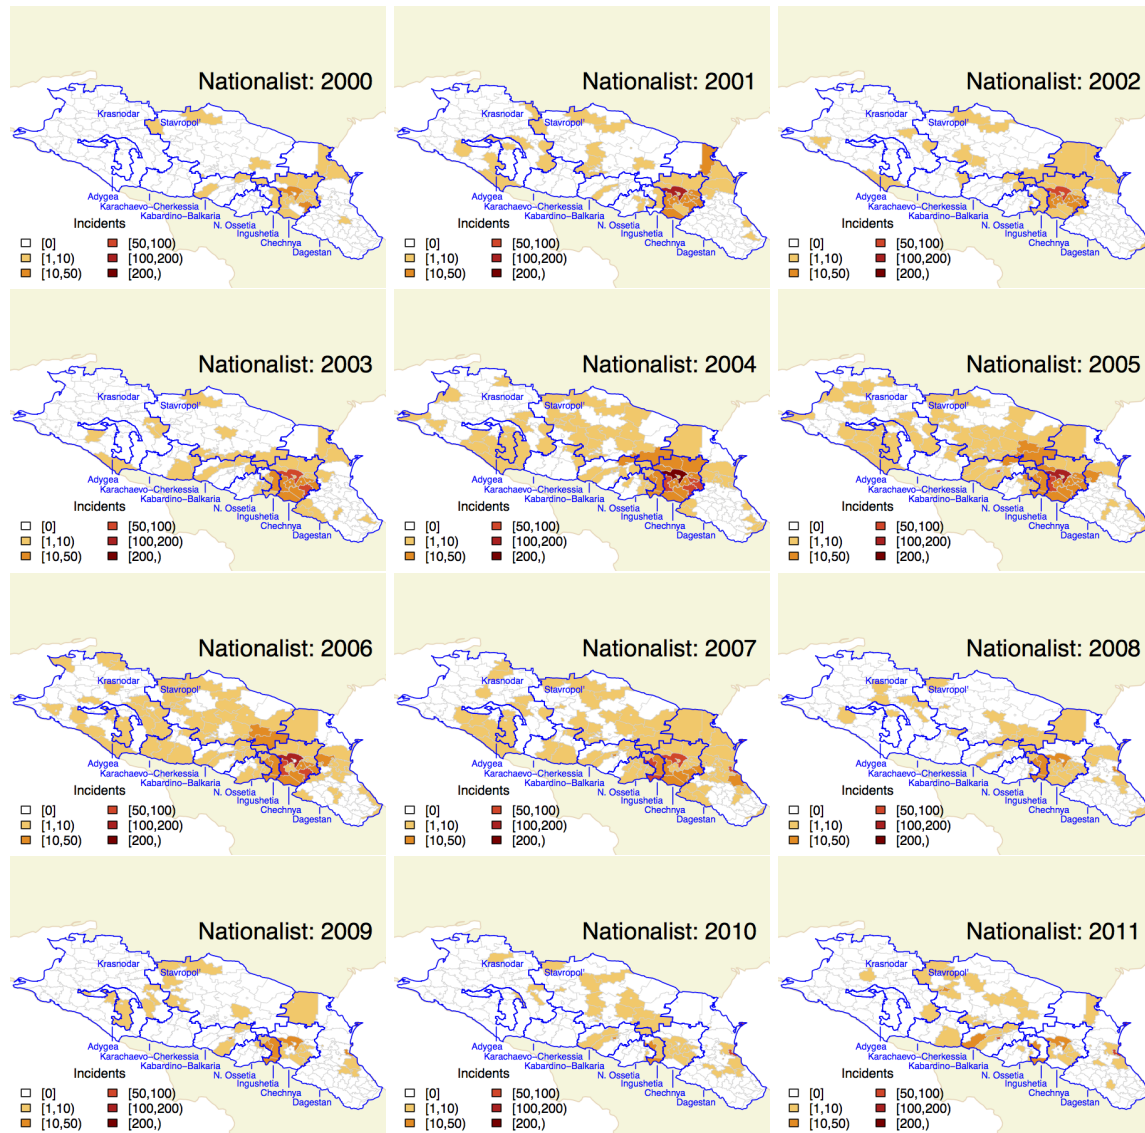 Nationalist: 2000
Krasnodar
Stavropol'
Adygea
Karachaevo−Cherkessia
Kabardino−Balkaria
N. Ossetia
Ingushetia
Chechnya
Dagestan
Incidents
[0] [50,100)
[1,10) [100,200)
[10,50) [200,)
Nationalist: 2001
Krasnodar
Stavropol'
Adygea
Karachaevo−Cherkessia
Kabardino−Balkaria
N. Ossetia
Ingushetia
Chechnya
Dagestan
Incidents
[0] [50,100)
[1,10) [100,200)
[10,50) [200,)
Nationalist: 2002
Krasnodar
Stavropol'
Adygea
Karachaevo−Cherkessia
Kabardino−Balkaria
N. Ossetia
Ingushetia
Chechnya
Dagestan
Incidents
[0] [50,100)
[1,10) [100,200)
[10,50) [200,)
Nationalist: 2003
Krasnodar
Stavropol'
Adygea
Karachaevo−Cherkessia
Kabardino−Balkaria
N. Ossetia
Ingushetia
Chechnya
Dagestan
Incidents
[0] [50,100)
[1,10) [100,200)
[10,50) [200,)
Nationalist: 2004
Krasnodar
Stavropol'
Adygea
Karachaevo−Cherkessia
Kabardino−Balkaria
N. Ossetia
Ingushetia
Chechnya
Dagestan
Incidents
[0] [50,100)
[1,10) [100,200)
[10,50) [200,)
Nationalist: 2005
Krasnodar
Stavropol'
Adygea
Karachaevo−Cherkessia
Kabardino−Balkaria
N. Ossetia
Ingushetia
Chechnya
Dagestan
Incidents
[0] [50,100)
[1,10) [100,200)
[10,50) [200,)
Nationalist: 2006
Krasnodar
Stavropol'
Adygea
Karachaevo−Cherkessia
Kabardino−Balkaria
N. Ossetia
Ingushetia
Chechnya
Dagestan
Incidents
[0] [50,100)
[1,10) [100,200)
[10,50) [200,)
Nationalist: 2007
Krasnodar
Stavropol'
Adygea
Karachaevo−Cherkessia
Kabardino−Balkaria
N. Ossetia
Ingushetia
Chechnya
Dagestan
Incidents
[0] [50,100)
[1,10) [100,200)
[10,50) [200,)
Nationalist: 2008
Krasnodar
Stavropol'
Adygea
Karachaevo−Cherkessia
Kabardino−Balkaria
N. Ossetia
Ingushetia
Chechnya
Dagestan
Incidents
[0] [50,100)
[1,10) [100,200)
[10,50) [200,)
Nationalist: 2009
Krasnodar
Stavropol'
Adygea
Karachaevo−Cherkessia
Kabardino−Balkaria
N. Ossetia
Ingushetia
Chechnya
Dagestan
Incidents
[0] [50,100)
[1,10) [100,200)
[10,50) [200,)
Nationalist: 2010
Krasnodar
Stavropol'
Adygea
Karachaevo−Cherkessia
Kabardino−Balkaria
N. Ossetia
Ingushetia
Chechnya
Dagestan
Incidents
[0] [50,100)
[1,10) [100,200)
[10,50) [200,)
Nationalist: 2011
Krasnodar
Stavropol'
Adygea
Karachaevo−Cherkessia
Kabardino−Balkaria
N. Ossetia
Ingushetia
Chechnya
Dagestan
Incidents
[0] [50,100)
[1,10) [100,200)
[10,50) [200,)